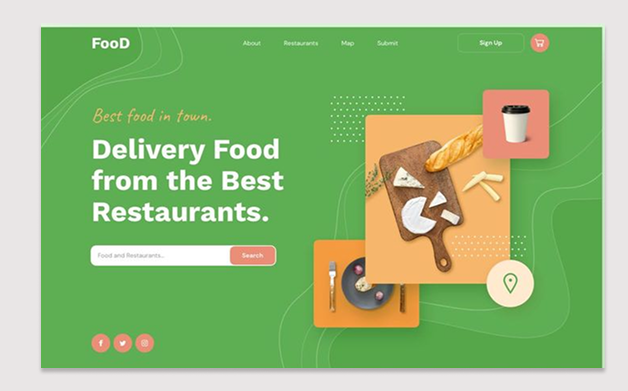 FooD
About Restaurants Map Submit
Sign Up
Best food in town.
Delivery Food
from the Best
Restaurants.
Food and Restaurants...
Search